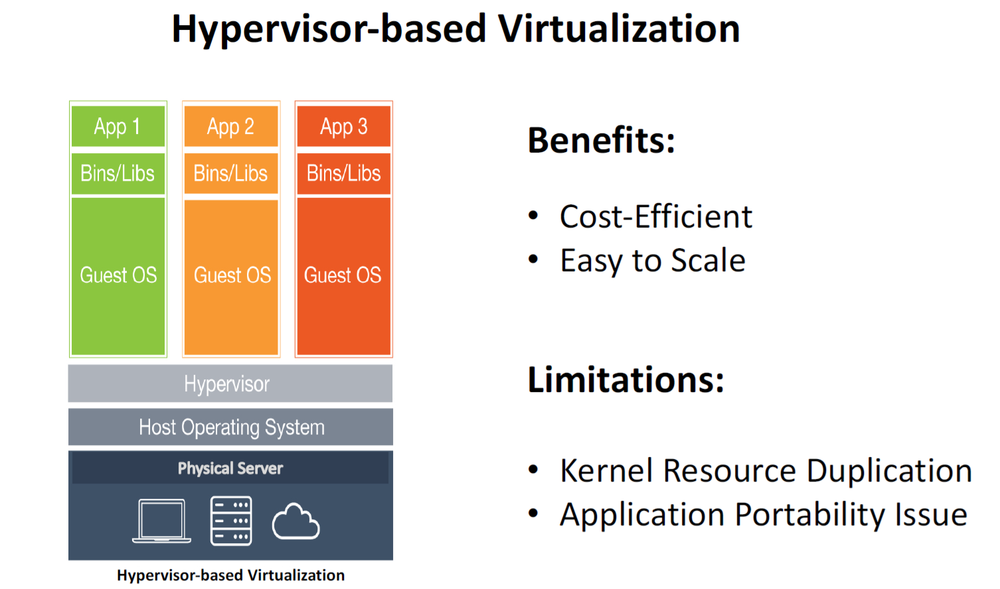 Hypervisor-based Virtualization
App 1
App 2
App 3
Bins/Libs
Bins/Libs
Bins/Libs
Guest OS
Guest OS
Guest OS
Hypervisor
Host Operating System
Physical Server
Hypervisor-based Virtualization
Benefits:
• Cost-Efficient
• Easy to Scale
Limitations:
• Kernel Resource Duplication
• Application Portability Issue